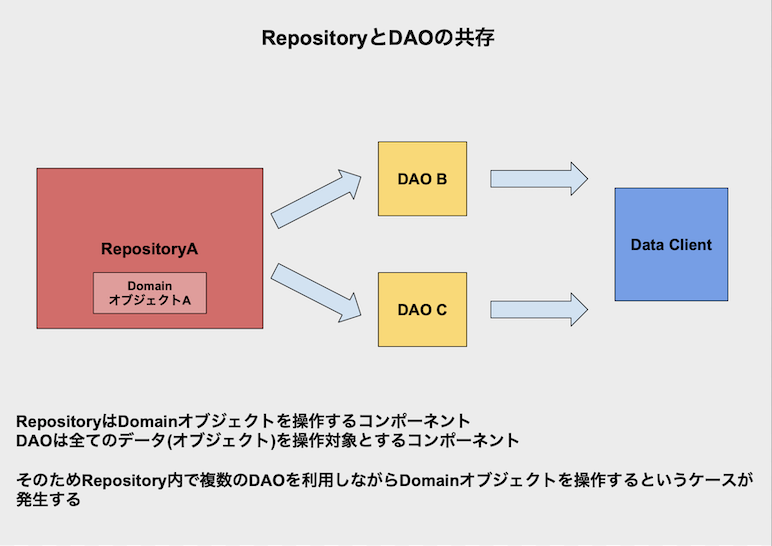 RepositoryとDAOの共存
DAO B
RepositoryA
Domain
オブジェクトA
Data Client
DAO C
RepositoryはDomainオブジェクトを操作するコンポーネント
DAOは全てのデータ(オブジェクト)を操作対象とするコンポーネント
そのためRepository内で複数のDAOを利用しながらDomainオブジェクトを操作するというケースが
発生する